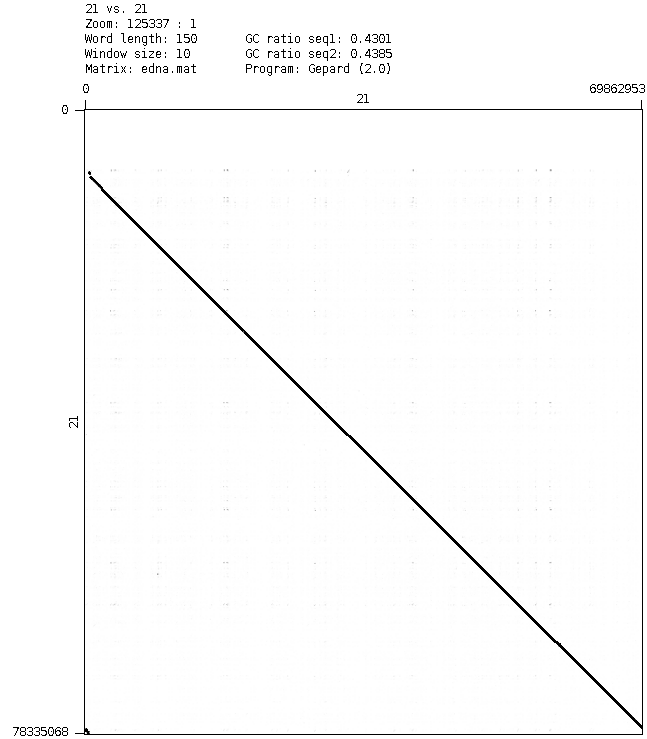 21 vs. 21
Zoom: 125337 : 1
Word length: 150 GC ratio seq1: 0.4301
Window size: 10 GC ratio seq2: 0.4385
Matrix: edna.mat Program: Gepard (2.0)
0 69862953
21
0
21
78335068